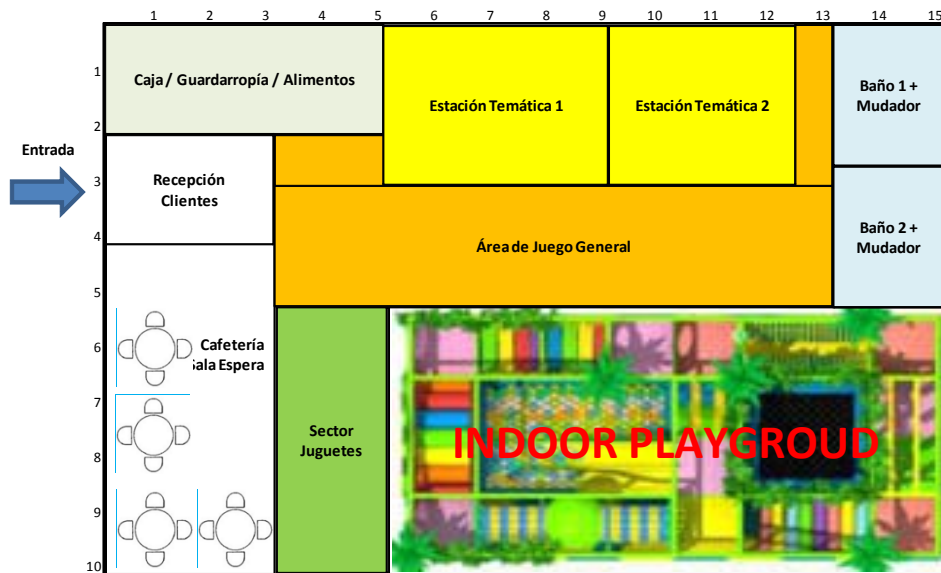 1 2 3 4 5 6 7 8 9 10 11 12 13 14 15
1
2
3
4
5
6
7
8
9
10
Entrada
Caja / Guardarropía / Alimentos
Estación Temática 1
Estación Temática 2
Baño 1 +
Mudador
Recepción
Clientes
Área de Juego General
Baño 2 +
Mudador
Cafetería
Sala Espera
Sector
Juguetes
INDOOR PLAYGROUD